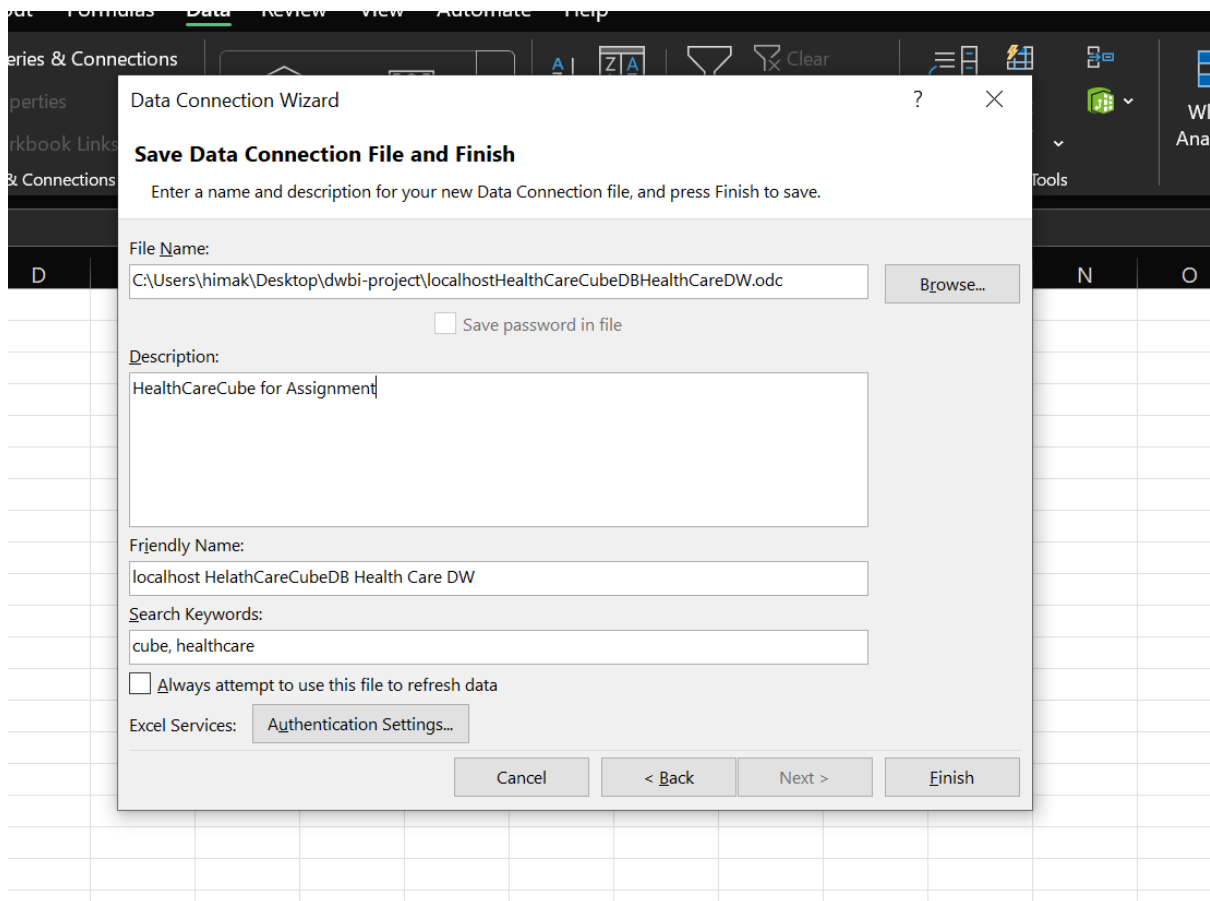 Formulas Data Review View Automate Help
eries & Connections
Clear
perties
rkbook Links
& Connections
Tools
Data Connection Wizard
? ×
Save Data Connection File and Finish
Enter a name and description for your new Data Connection file, and press Finish to save.
File Name:
C:\Users\himak\Desktop\dwbi-project\localhostHealthCareCubeDBHealthCareDW.odc
Browse...
Save password in file
Description:
HealthCareCube for Assignment
Friendly Name:
localhost HelathCareCubeDB Health Care DW
Search Keywords:
cube, healthcare
Always attempt to use this file to refresh data
Excel Services: Authentication Settings...
Cancel < Back Next > Finish
D N O
A
Z A
Ana